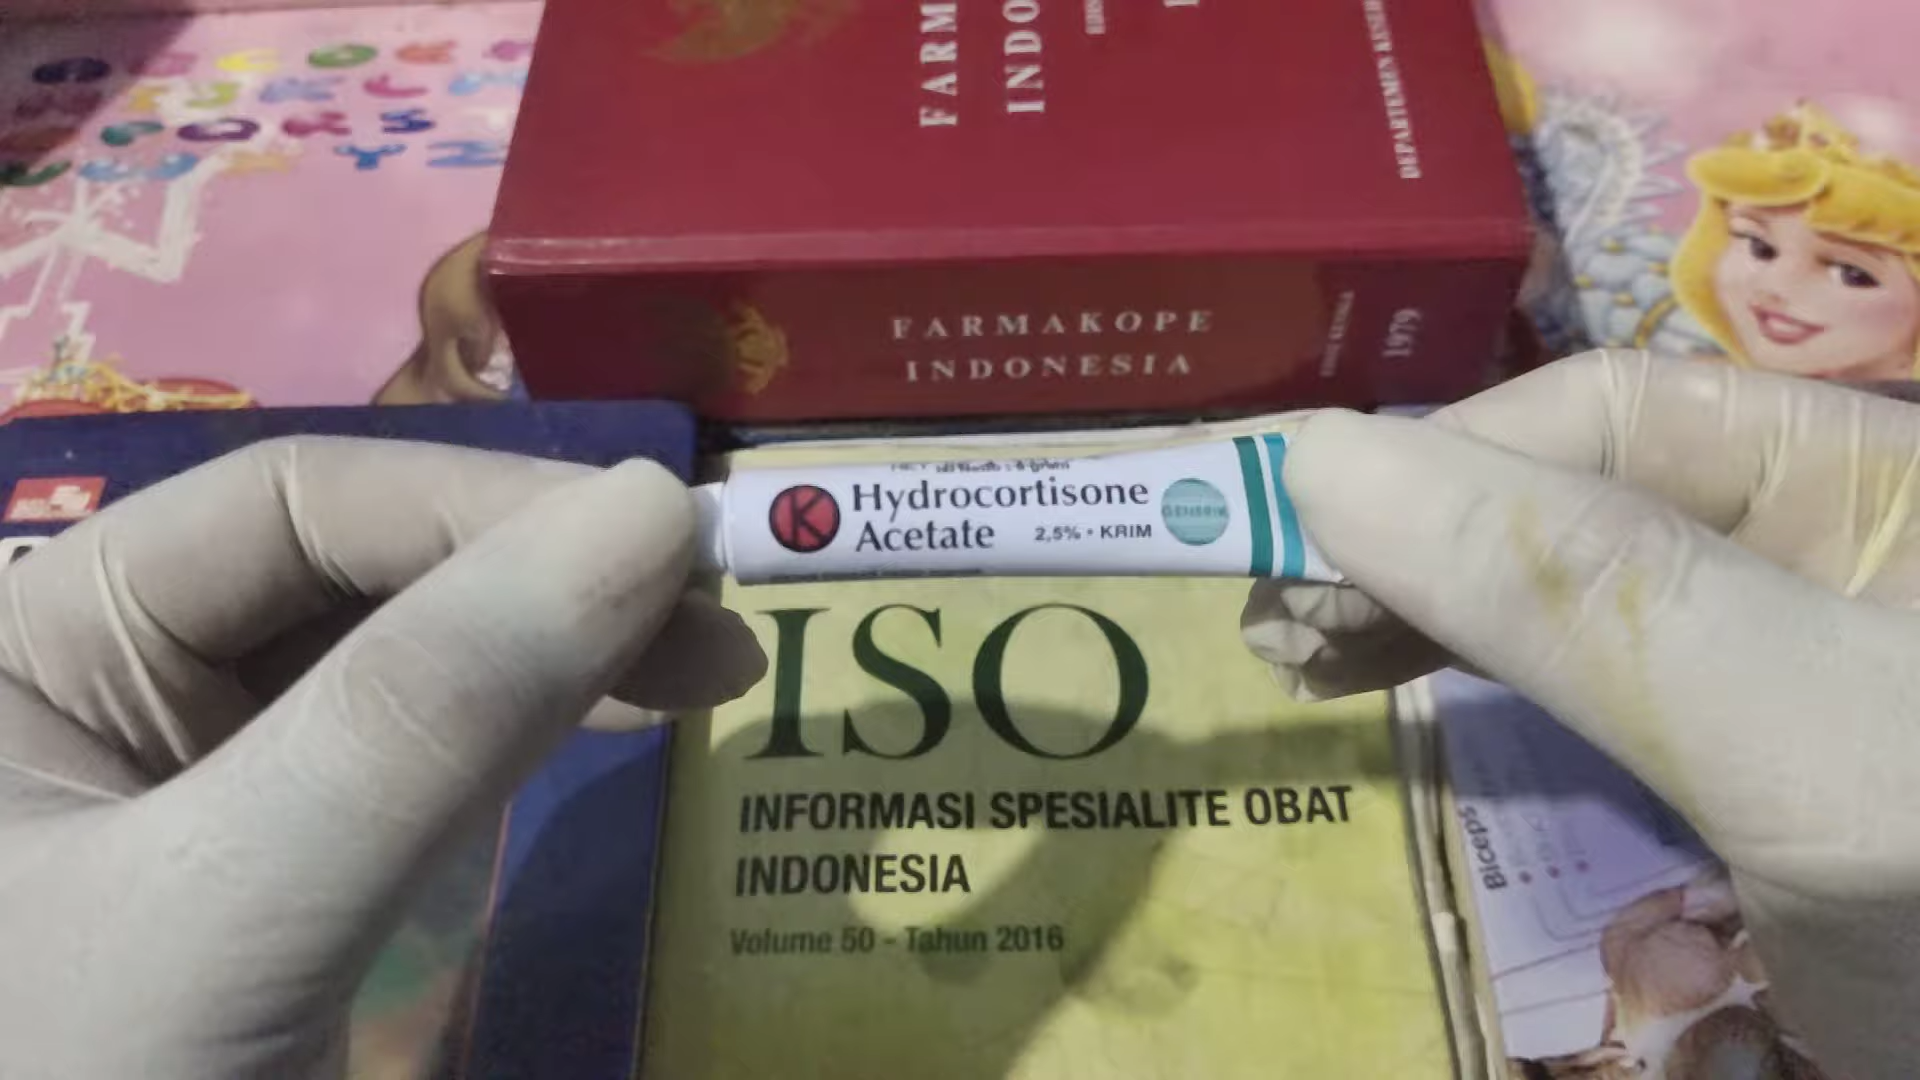 FARM
INDO
DEPARTEMEN KESEH
FARMAKOPE
INDONESIA
1979
K
Hydrocortisone
Acetate
2,5% • KRIM
GENERIK
ISO
INFORMASI SPESIALITE OBAT
INDONESIA
Volume 50 - Tahun 2016
Biceps